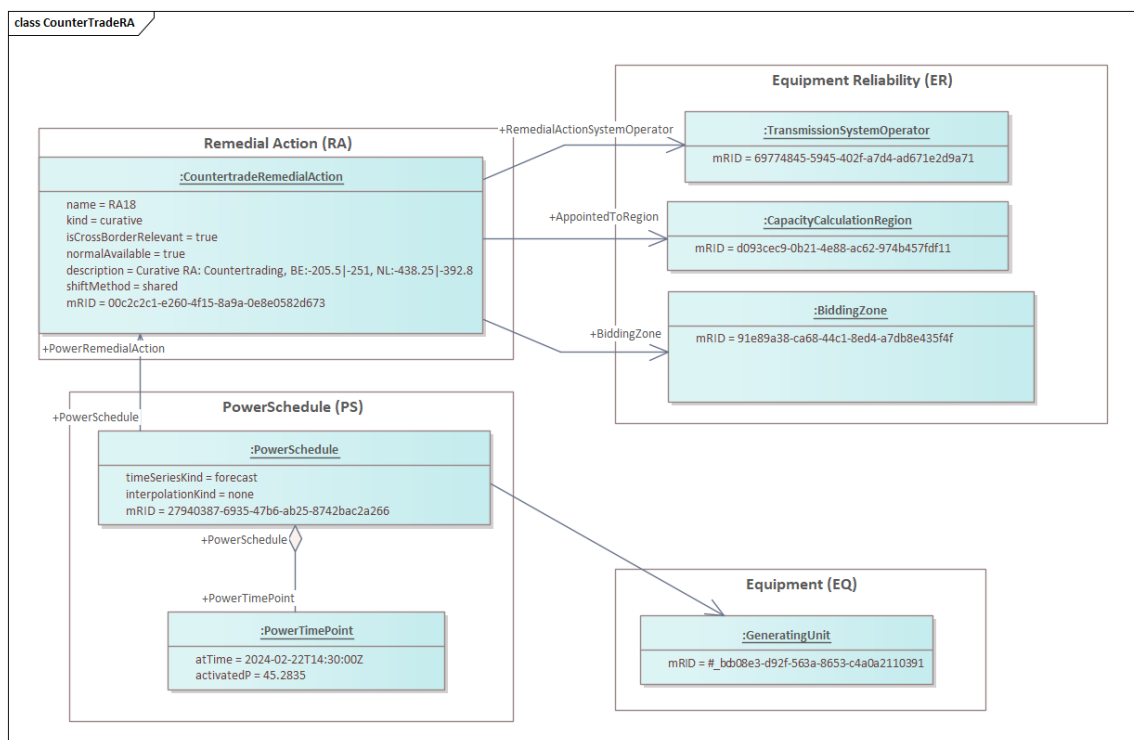 class CounterTradeRA
Equipment Reliability (ER)
+RemedialActionSystemOperator
:TransmissionSystemOperator
mRID = 69774845-5945-402f-a7d4-ad671e2d9a71
Remedial Action (RA)
:CountertradeRemedialAction
name = RA18
kind = curative
isCrossBorderRelevant = true
normalAvailable = true
description = Curative RA: Countertrading, BE:-205.5|-251, NL:-438.25|-392.8
shiftMethod = shared
mRID = 00c2c2c1-e260-4f15-8a9a-0e8e0582d673
+AppointedToRegion
:CapacityCalculationRegion
mRID = d093cec9-0b21-4e88-ac62-974b457fdf11
+BiddingZone
:BiddingZone
mRID = 91e89a38-ca68-44c1-8ed4-a7db8e435f4f
+PowerRemedialAction
+PowerSchedule
PowerSchedule (PS)
:PowerSchedule
timeSeriesKind = forecast
interpolationKind = none
mRID = 27940387-6935-47b6-ab25-8742bac2a266
+PowerSchedule
+PowerTimePoint
:PowerTimePoint
atTime = 2024-02-22T14:30:00Z
activatedP = 45.2835
Equipment (EQ)
:GeneratingUnit
mRID = #_bcb08e3-d92f-563a-8653-c4a0a2110391